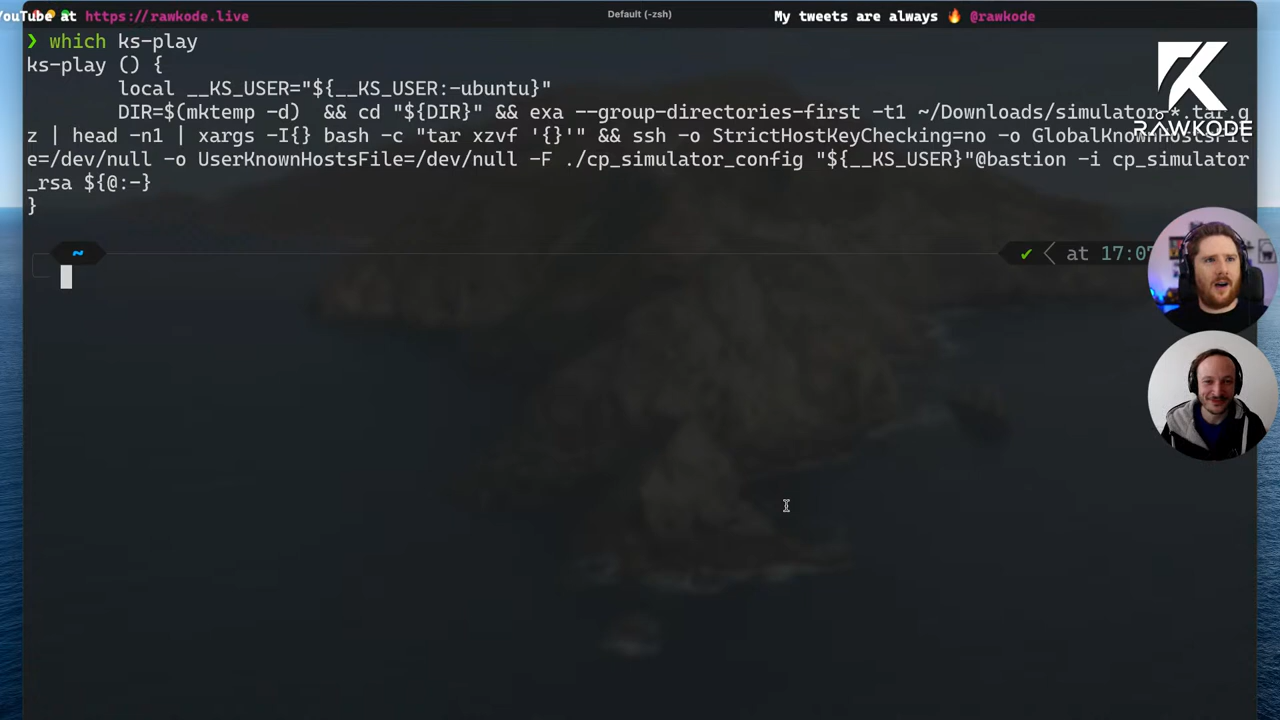 YouTube at https://rawkode.live
Default (-zsh)
My tweets are always 🔥 @rawkode
❯ which ks-play
ks-play () {
local __KS_USER="${__KS_USER:-ubuntu}"
DIR=$(mktemp -d)  && cd "${DIR}" && exa --group-directories-first -t1 ~/Downloads/simulator-*.tar.g
z | head -n1 | xargs -I{} bash -c "tar xzvf '{}'" && ssh -o StrictHostKeyChecking=no -o GlobalKnownHostsFil
e=/dev/null -o UserKnownHostsFile=/dev/null -F ./cp_simulator_config "${__KS_USER}"@bastion -i cp_simulator
_rsa ${@:-}
}
RAWKODE
~
✔ at 17:07